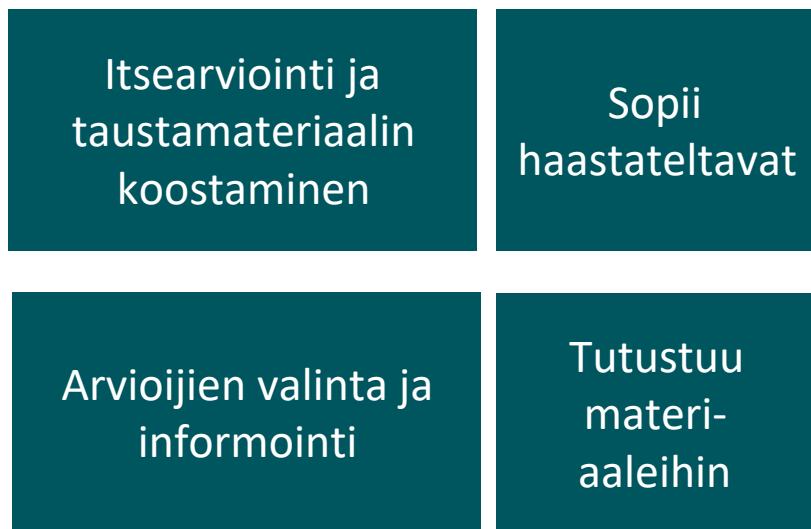 Itsearviointi ja
taustamateriaalin
koostaminen
Sopii
haastateltavat
Arvioijien valinta ja
informointi
Tutustuu
materi-
aaleihin